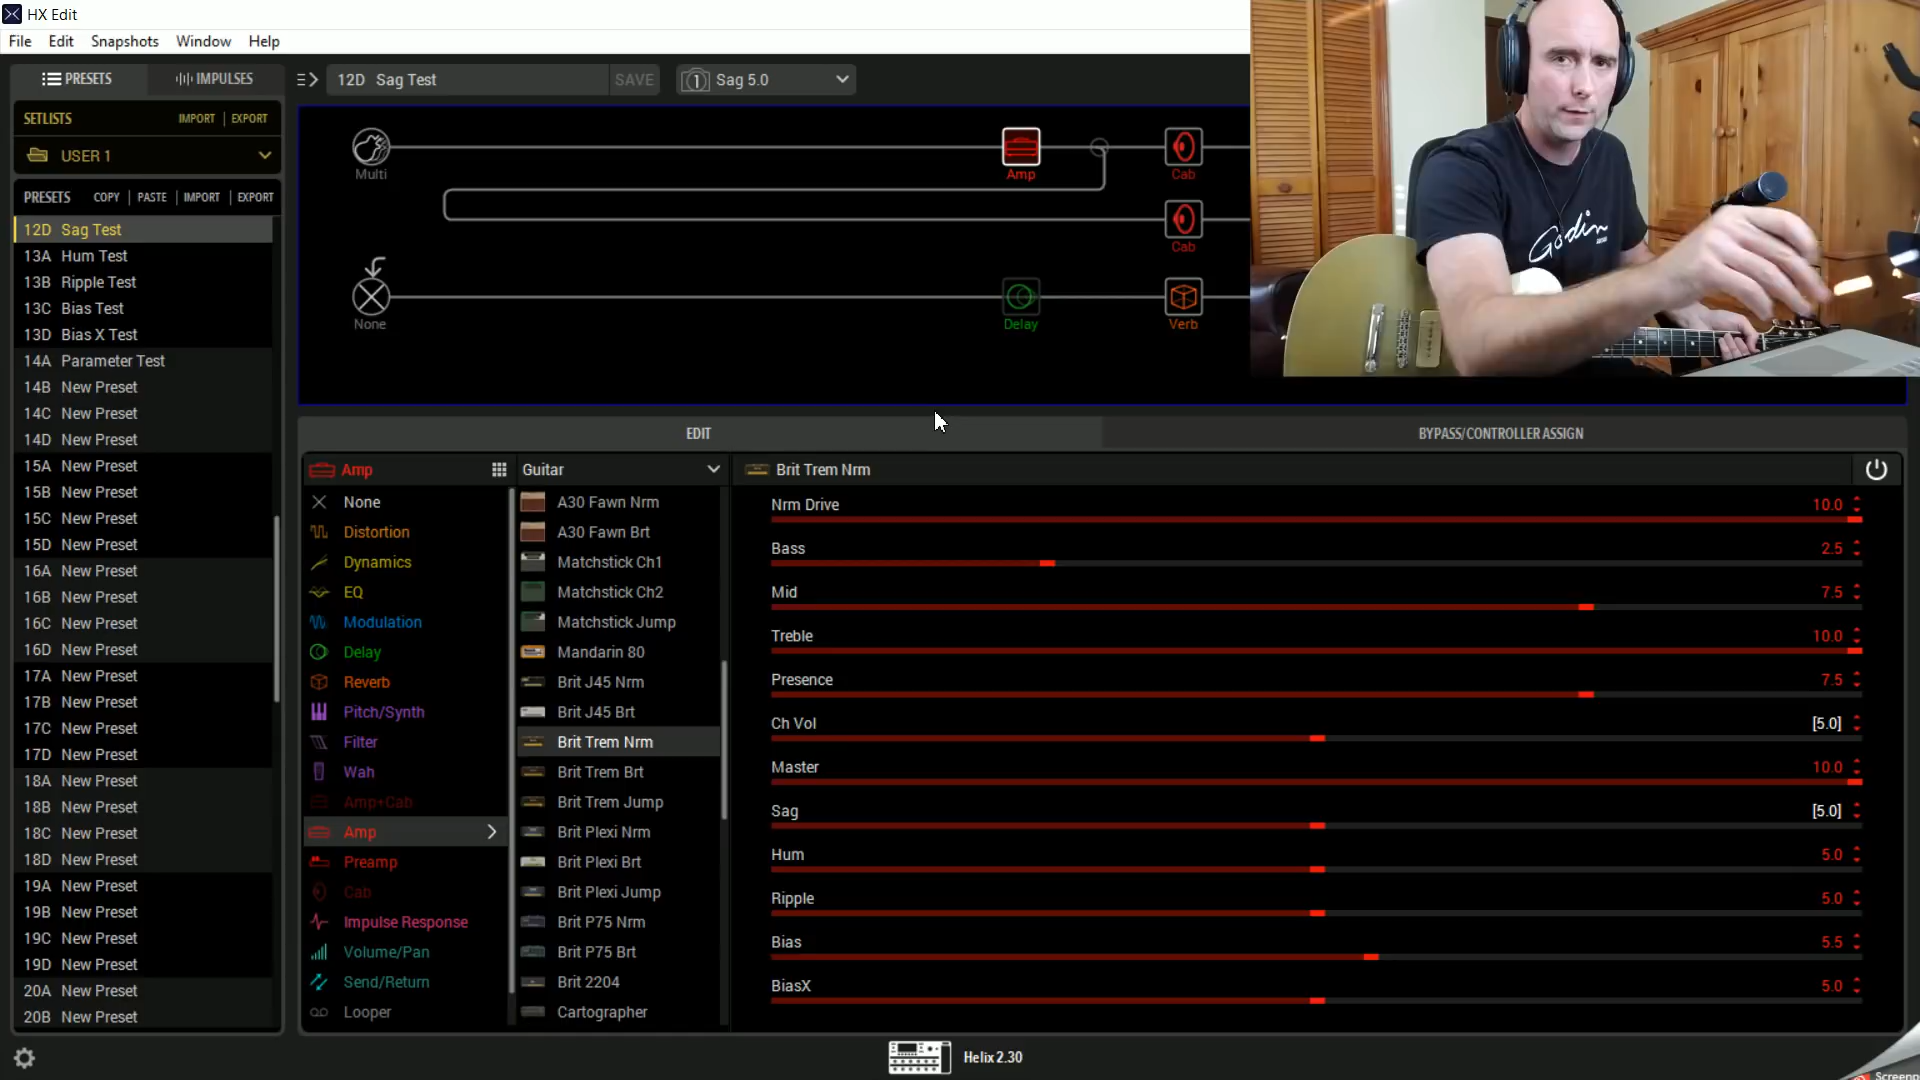 HX Edit
File Edit Snapshots Window Help
PRESETS IMPULSES
SETLISTS IMPORT EXPORT
USER 1
PRESETS COPY PASTE IMPORT EXPORT
12D Sag Test
13A Hum Test
13B Ripple Test
13C Bias Test
13D Bias X Test
14A Parameter Test
14B New Preset
14C New Preset
14D New Preset
15A New Preset
15B New Preset
15C New Preset
15D New Preset
16A New Preset
16B New Preset
16C New Preset
16D New Preset
17A New Preset
17B New Preset
17C New Preset
17D New Preset
18A New Preset
18B New Preset
18C New Preset
18D New Preset
19A New Preset
19B New Preset
19C New Preset
19D New Preset
20A New Preset
20B New Preset
12D Sag Test SAVE 1 Sag 5.0
Multi Amp Cab
Cab
None Delay Verb
Godin
EDIT BYPASS/CONTROLLER ASSIGN
Amp
None
Distortion
Dynamics
EQ
Modulation
Delay
Reverb
Pitch/Synth
Filter
Wah
Amp+Cab
Amp
Preamp
Cab
Impulse Response
Volume/Pan
Send/Return
Looper
Guitar
A30 Fawn Nrm
A30 Fawn Brt
Matchstick Ch1
Matchstick Ch2
Matchstick Jump
Mandarin 80
Brit J45 Nrm
Brit J45 Brt
Brit Trem Nrm
Brit Trem Brt
Brit Trem Jump
Brit Plexi Nrm
Brit Plexi Brt
Brit Plexi Jump
Brit P75 Nrm
Brit P75 Brt
Brit 2204
Cartographer
Brit Trem Nrm
Nrm Drive 10.0
Bass 2.5
Mid 7.5
Treble 10.0
Presence 7.5
Ch Vol [5.0]
Master 10.0
Sag [5.0]
Hum 5.0
Ripple 5.0
Bias 5.5
BiasX 5.0
Helix 2.30